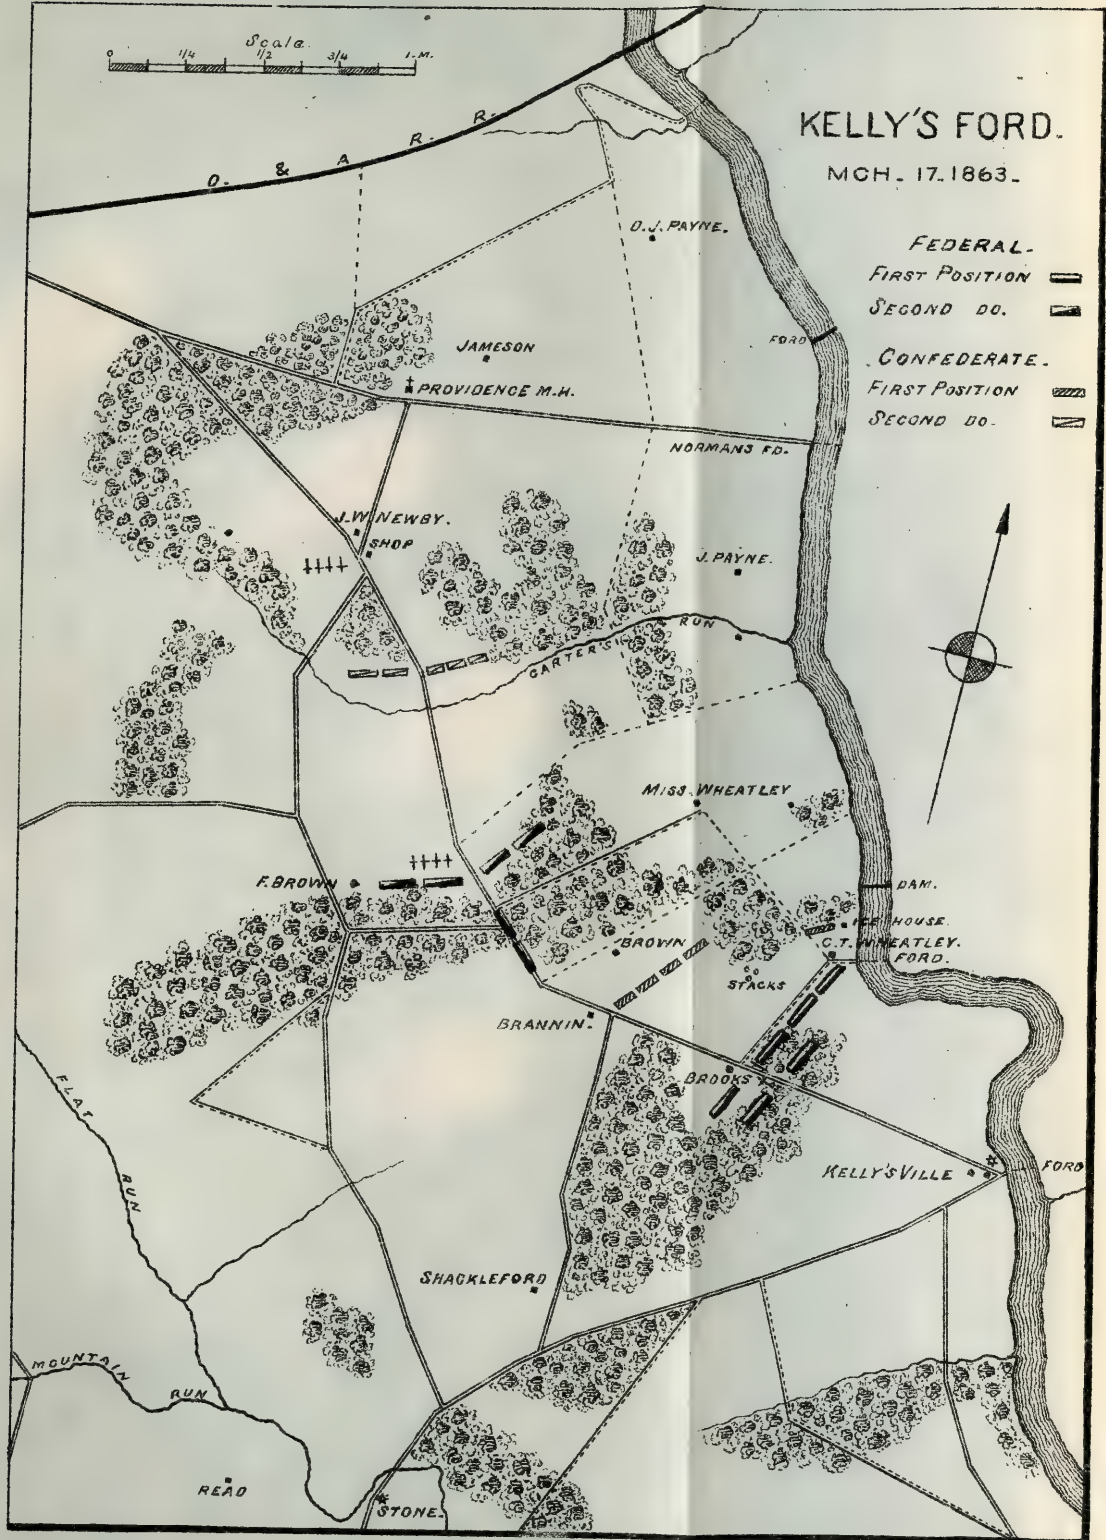 Scale.
0 1/4 1/2 3/4 1. M.
KELLY'S FORD.
MCH. 17. 1863.
FEDERAL.
FIRST POSITION
SECOND DO.
CONFEDERATE.
FIRST POSITION
SECOND DO.
O. & A R. R.
O. J. PAYNE.
FORD
JAMESON
PROVIDENCE M.H.
NORMANS FD.
J.W. NEWBY.
SHOP
J. PAYNE.
CARTER'S RUN
MISS. WHEATLEY
F. BROWN
DAM.
ICE HOUSE.
BROWN
C.T. WHEATLEY.
FORD.
STACKS
BRANNIN.
BROOKS
KELLY'SVILLE
FORD
FLAT RUN
SHACKLEFORD
MOUNTAIN RUN
READ
STONE.